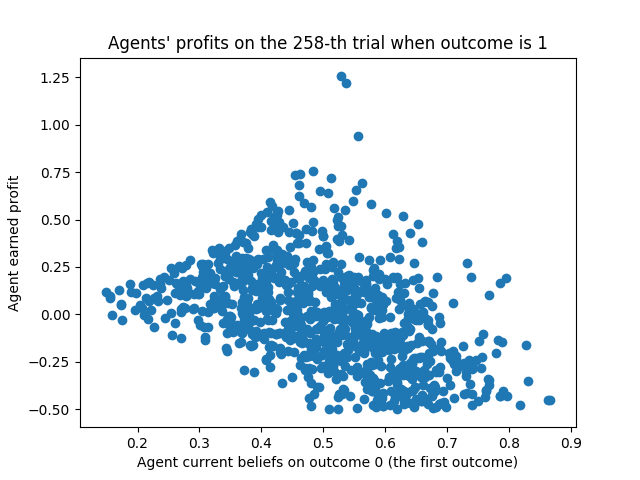 Agents' profits on the 258-th trial when outcome is 1
1.25
1.00
0.75
0.50
0.25
0.00
−0.25
−0.50
Agent earned profit
0.2 0.3 0.4 0.5 0.6 0.7 0.8 0.9
Agent current beliefs on outcome 0 (the first outcome)